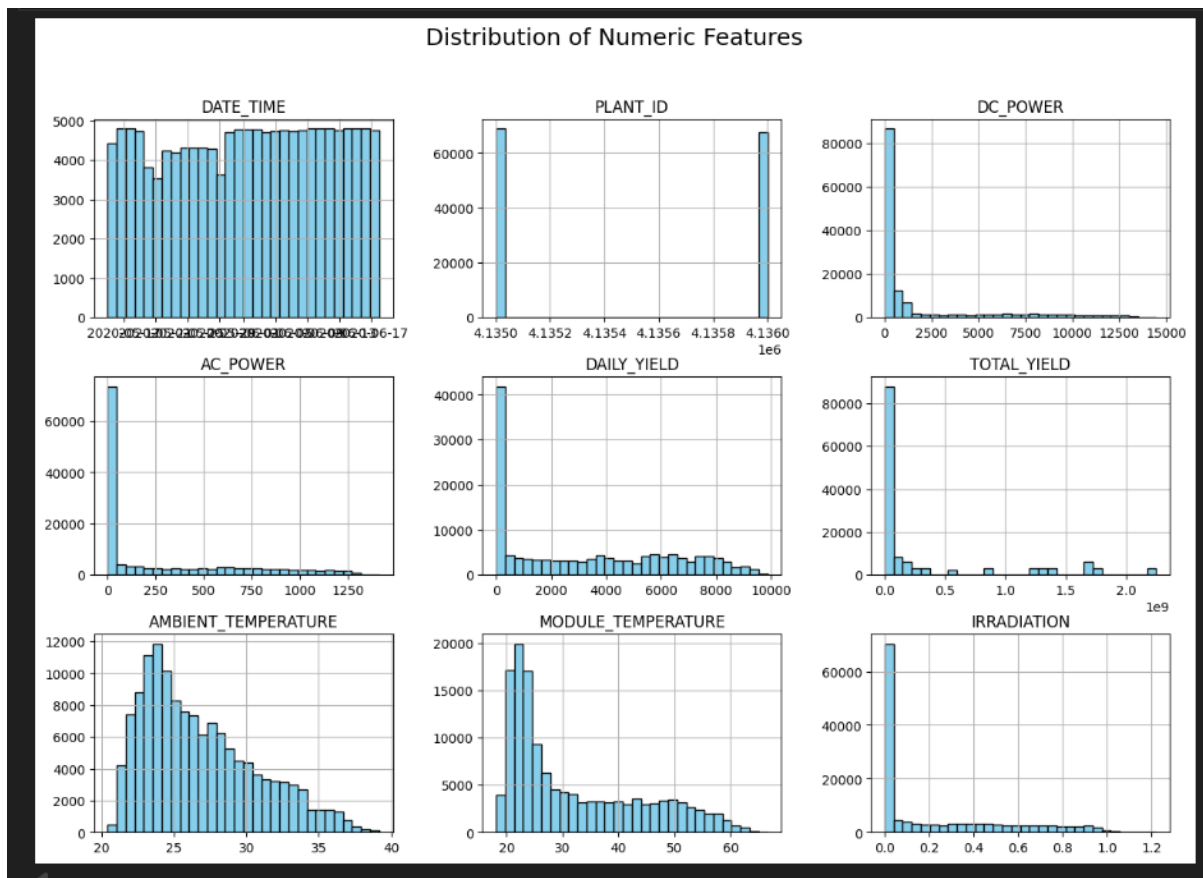 Distribution of Numeric Features
DATE_TIME
5000
4000
3000
2000
1000
0
PLANT_ID
60000
40000
20000
0
4.1350 4.1352 4.1354 4.1356 4.1358 4.1360
1e6
DC_POWER
80000
60000
40000
20000
0
0 2500 5000 7500 10000 12500 15000
AC_POWER
60000
40000
20000
0
0 250 500 750 1000 1250
DAILY_YIELD
40000
30000
20000
10000
0
0 2000 4000 6000 8000 10000
TOTAL_YIELD
80000
60000
40000
20000
0
0.0 0.5 1.0 1.5 2.0
1e9
AMBIENT_TEMPERATURE
12000
10000
8000
6000
4000
2000
0
20 25 30 35 40
MODULE_TEMPERATURE
20000
15000
10000
5000
0
20 30 40 50 60
IRRADIATION
60000
40000
20000
0
0.0 0.2 0.4 0.6 0.8 1.0 1.2